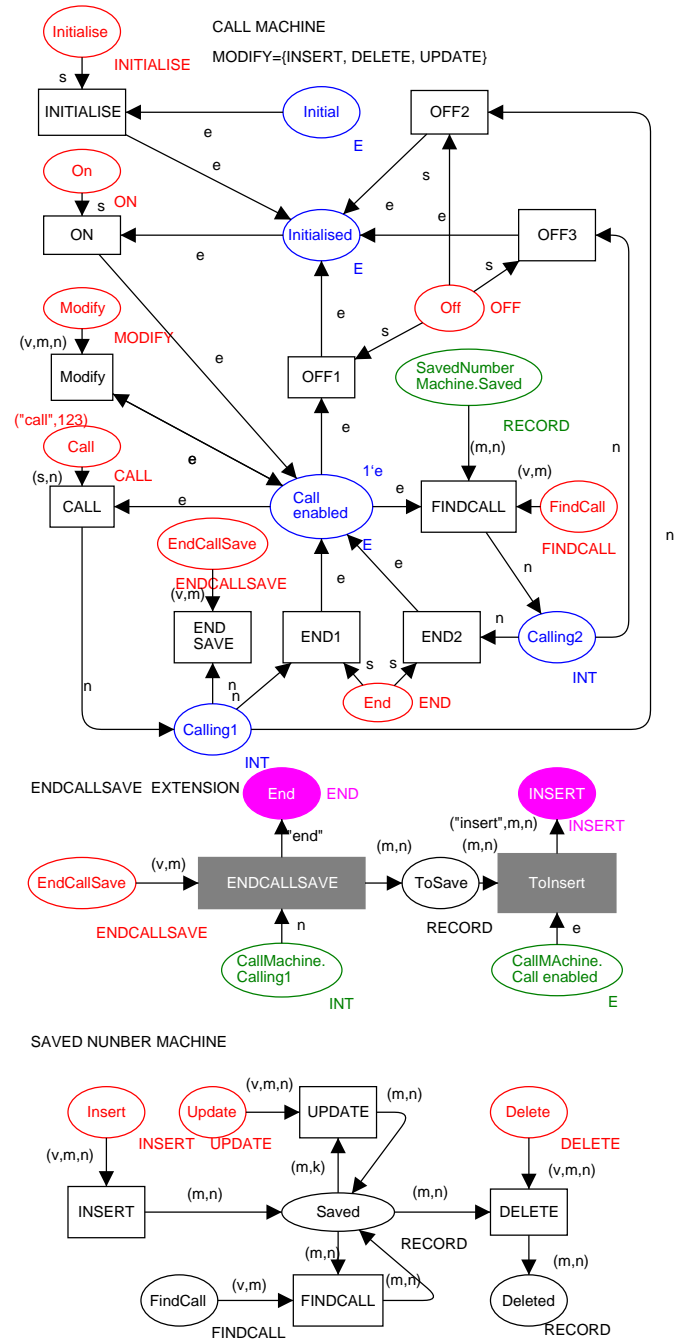 Initialise
CALL MACHINE
MODIFY={INSERT, DELETE, UPDATE}
INITIALISE
s
INITIALISE
Initial
OFF2
E
e
e
On
s
ON
s
ON
Initialised
e
e
OFF3
e
E
s
Modify
Off
OFF
e
MODIFY
s
(v,m,n)
e
Modify
OFF1
SavedNumber
Machine.Saved
("call",123)
RECORD
e
n
Call
(m,n)
e
CALL
1'e
(v,m)
(s,n)
CALL
e
Call
enabled
e
FINDCALL
FindCall
EndCallSave
E
FINDCALL
n
ENDCALLSAVE
e
e
n
(v,m)
END
SAVE
END1
END2
n
Calling2
s
s
INT
n
n
n
End
END
Calling1
INT
ENDCALLSAVE EXTENSION
End
END
INSERT
("insert",m,n)
INSERT
"end"
(v,m)
(m,n)
(m,n)
EndCallSave
ENDCALLSAVE
ToSave
ToInsert
ENDCALLSAVE
n
RECORD
e
CallMachine.
Calling1
CallMAchine.
Call enabled
INT
E
SAVED NUNBER MACHINE
(v,m,n)
(m,n)
Insert
Update
UPDATE
Delete
INSERT
UPDATE
DELETE
(v,m,n)
(m,k)
(v,m,n)
(m,n)
(m,n)
INSERT
Saved
DELETE
(m,n)
RECORD
(v,m)
(m,n)
(m,n)
FindCall
FINDCALL
Deleted
FINDCALL
RECORD